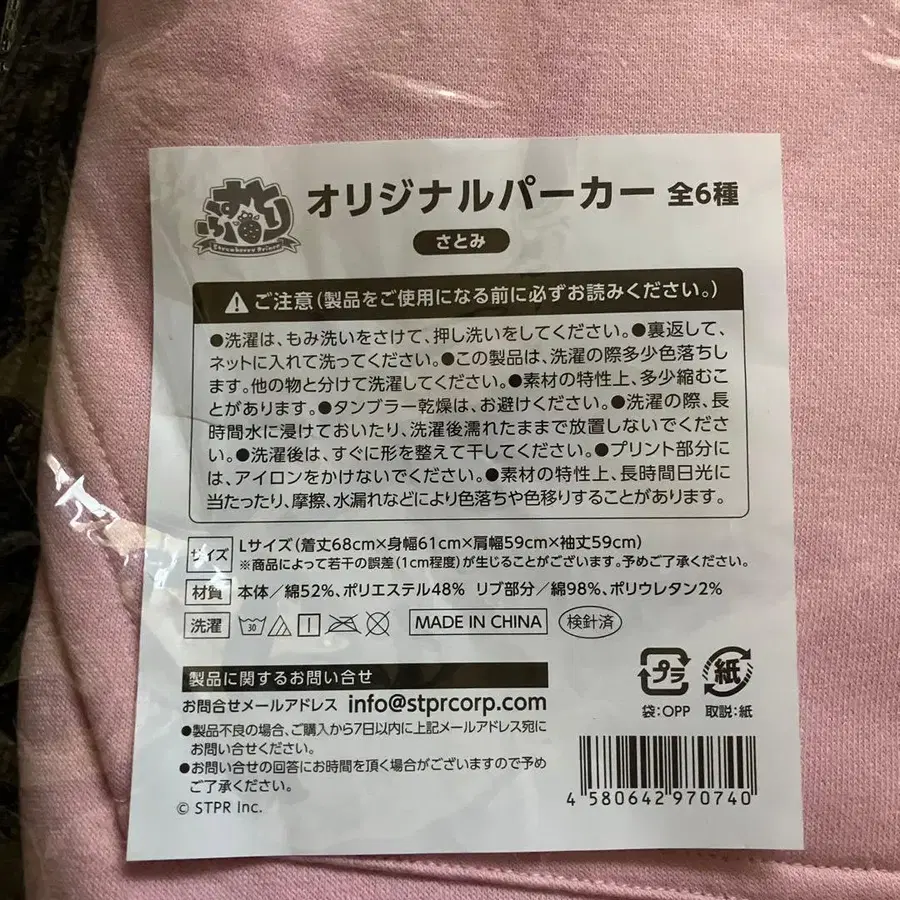 すとぷり
Strawberry Prince
オリジナルパーカー 全6種
さとみ
ご注意(製品をご使用になる前に必ずお読みください。)
●洗濯は、もみ洗いをさけて、押し洗いをしてください。●裏返して、
ネットに入れて洗ってください。●この製品は、洗濯の際多少色落ちし
ます。他の物と分けて洗濯してください。●素材の特性上、多少縮むこ
とがあります。●タンブラー乾燥は、お避けください。●洗濯の際、長
時間水に浸けておいたり、洗濯後濡れたままで放置しないでくださ
い。●洗濯後は、すぐに形を整えて干してください。●プリント部分に
は、アイロンをかけないでください。●素材の特性上、長時間日光に
当たったり、摩擦、水漏れなどにより色落ちや色移りすることがあります。
サイズ Lサイズ(着丈68cm×身幅61cm×肩幅59cm×袖丈59cm)
※商品によって若干の誤差(1cm程度)が生じることがございます。予めご了承ください。
材質 本体/綿52%、ポリエステル48% リブ部分/綿98%、ポリウレタン2%
洗濯 30 MADE IN CHINA 検針済
製品に関するお問い合せ
お問合せメールアドレス info@stprcorp.com
●製品不良の場合、ご購入から7日以内に上記メールアドレス宛に
お問い合せください。
●お問い合せの回答にお時間を頂く場合がございますので予め
ご了承ください。
© STPR Inc.
プラ 紙
袋:OPP 取説:紙
4 580642 970740